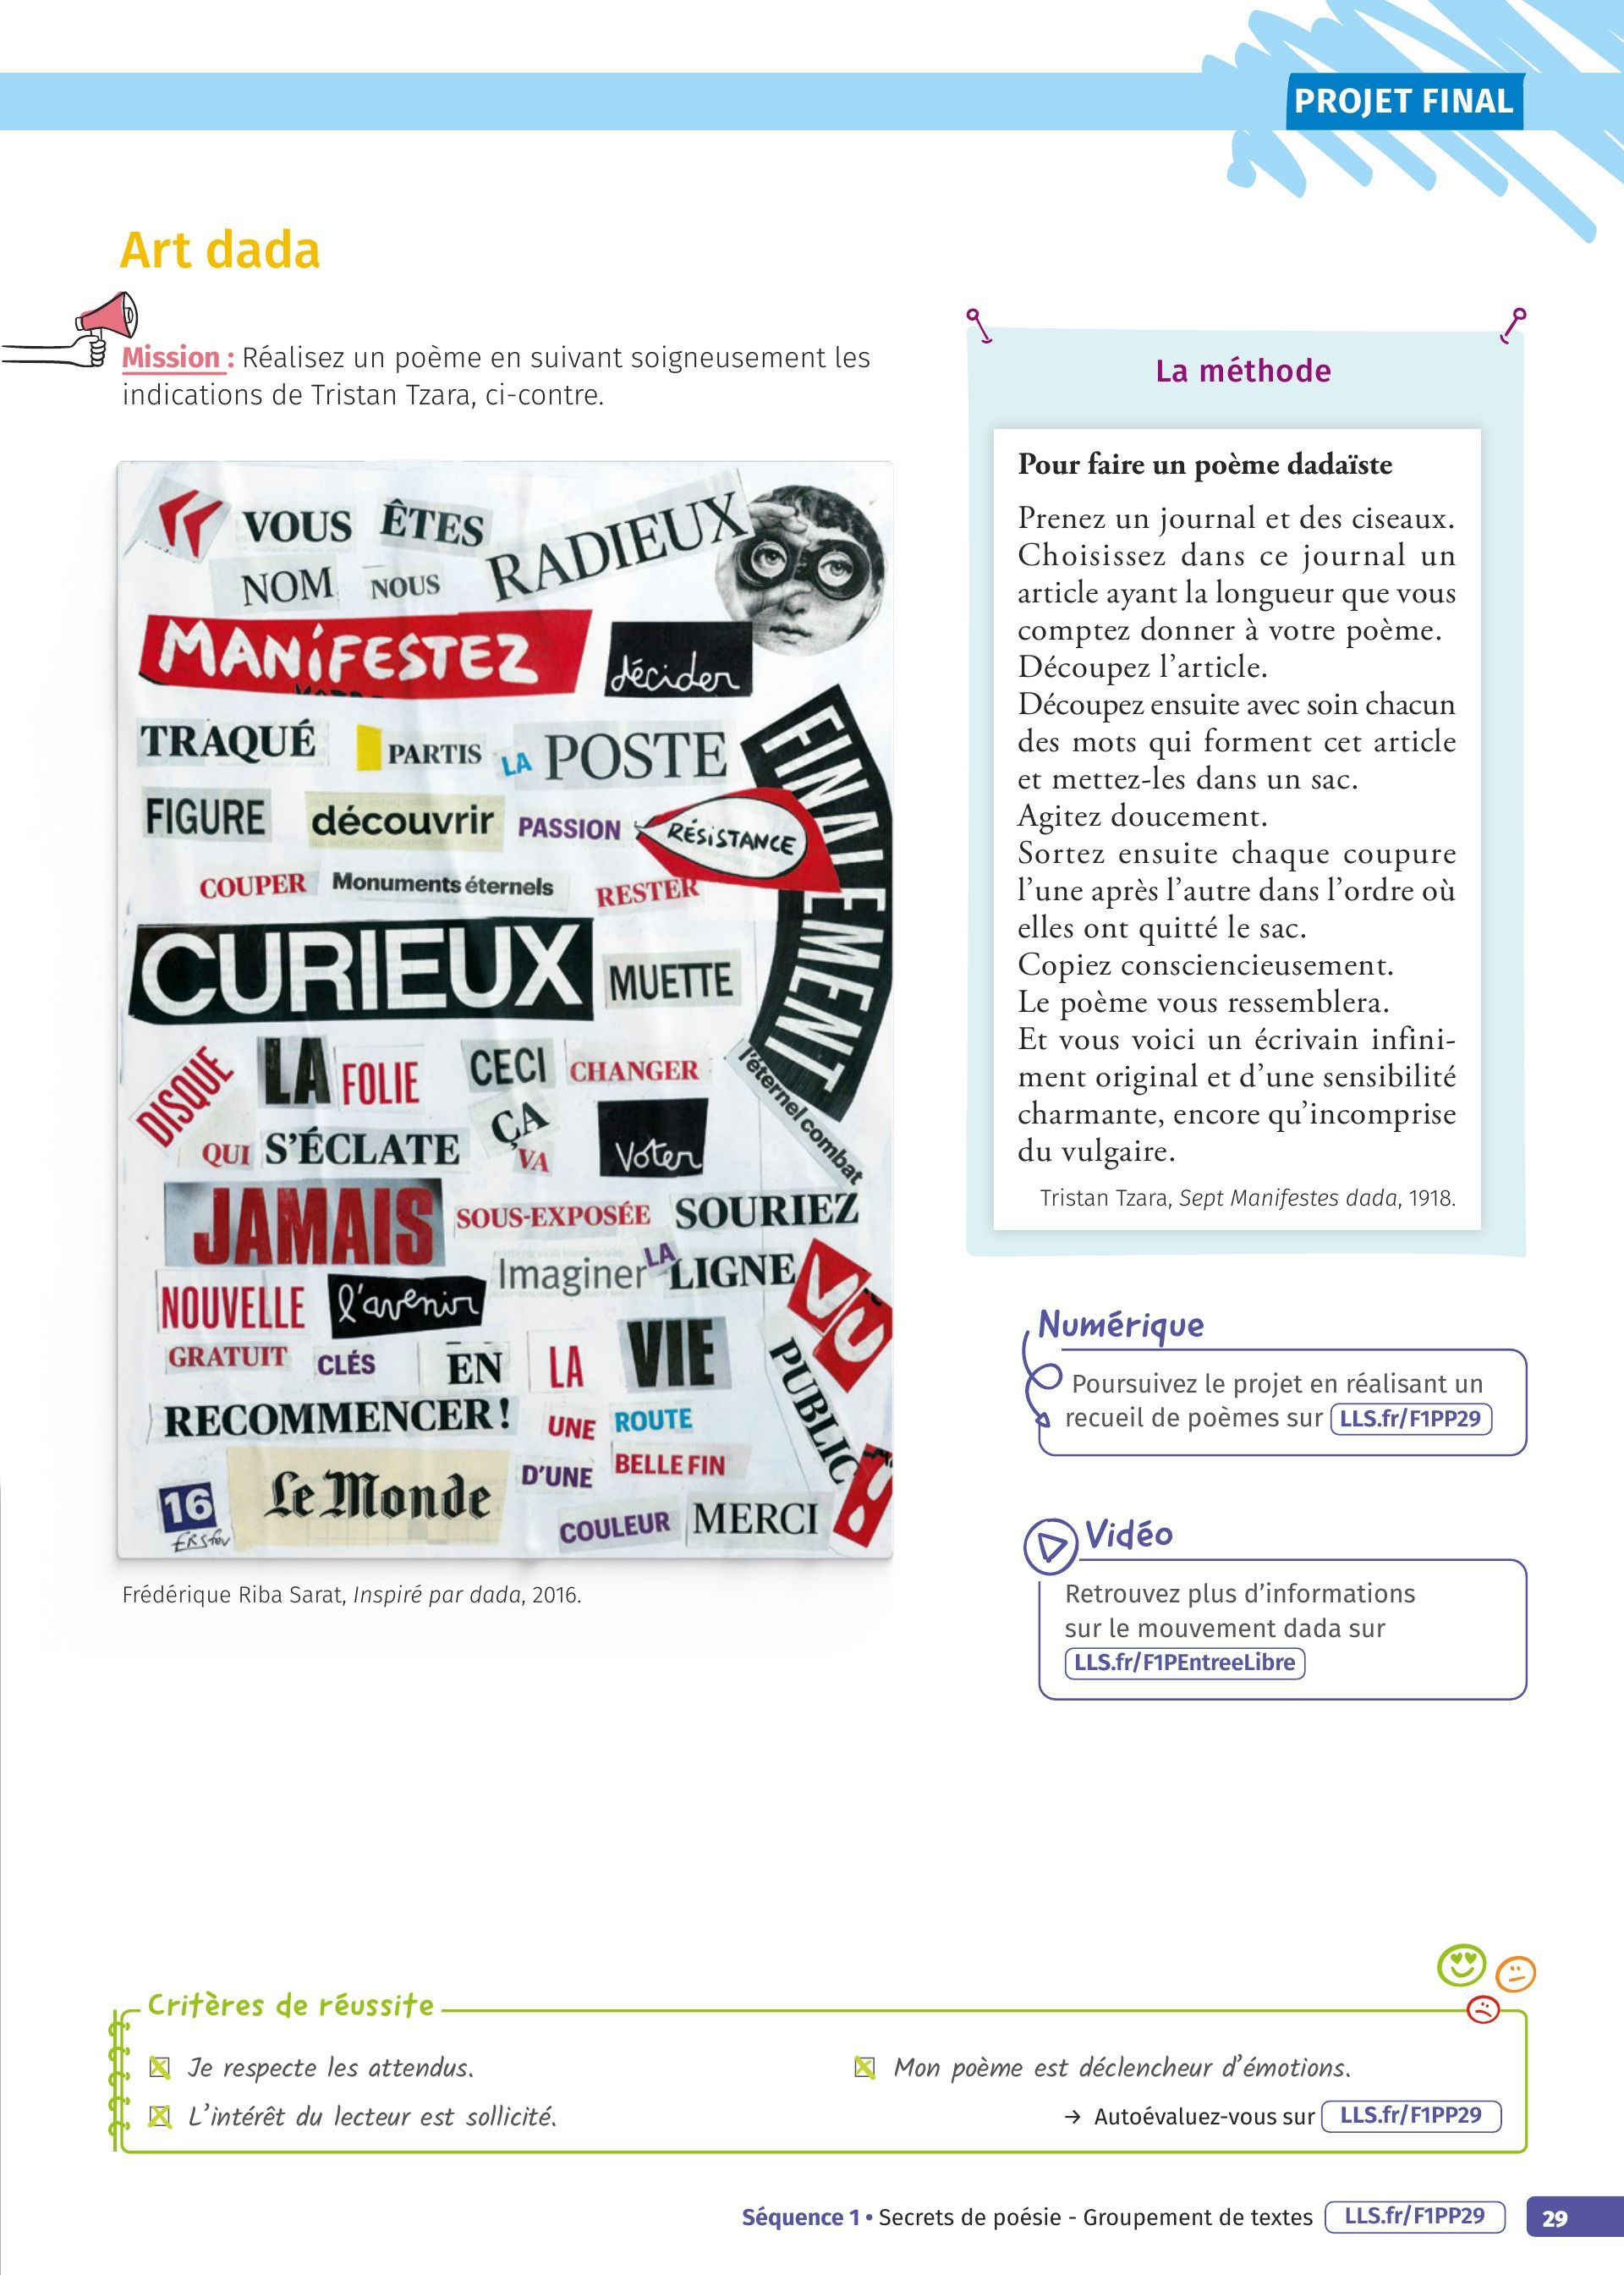 PROJET FINAL
Art dada
Mission : Réalisez un poème en suivant soigneusement les
indications de Tristan Tzara, ci-contre.
VOUS ÊTES
RADIEUX
NOM NOUS
MANiFESTEZ
décider
TRAQUÉ PARTIS LA POSTE
FINALEMENT
FIGURE découvrir PASSION RÉSiSTANCE
COUPER Monuments éternels RESTER
CURIEUX MUETTE
DISQUE LA FOLIE CECI CHANGER
l'éternel combat
QUI S'ÉCLATE ÇA VA Voter
JAMAIS SOUS-EXPOSÉE SOURIEZ
Imaginer LA LIGNE
NOUVELLE l'avenir
VU
GRATUIT CLÉS EN LA VIE
PUBLIC
RECOMMENCER! UNE ROUTE
16 Le Monde D'UNE BELLE FIN
COULEUR MERCI
Frédérique Riba Sarat, Inspiré par dada, 2016.
La méthode
Pour faire un poème dadaïste
Prenez un journal et des ciseaux.
Choisissez dans ce journal un
article ayant la longueur que vous
comptez donner à votre poème.
Découpez l’article.
Découpez ensuite avec soin chacun
des mots qui forment cet article
et mettez-les dans un sac.
Agitez doucement.
Sortez ensuite chaque coupure
l’une après l’autre dans l’ordre où
elles ont quitté le sac.
Copiez consciencieusement.
Le poème vous ressemblera.
Et vous voici un écrivain infini-
ment original et d’une sensibilité
charmante, encore qu’incomprise
du vulgaire.
Tristan Tzara, Sept Manifestes dada, 1918.
Numérique
Poursuivez le projet en réalisant un
recueil de poèmes sur LLS.fr/F1PP29
Vidéo
Retrouvez plus d’informations
sur le mouvement dada sur
LLS.fr/F1PEntreeLibre
Critères de réussite
Je respecte les attendus.
L’intérêt du lecteur est sollicité.
Mon poème est déclencheur d’émotions.
→ Autoévaluez-vous sur LLS.fr/F1PP29
Séquence 1 • Secrets de poésie - Groupement de textes LLS.fr/F1PP29 29